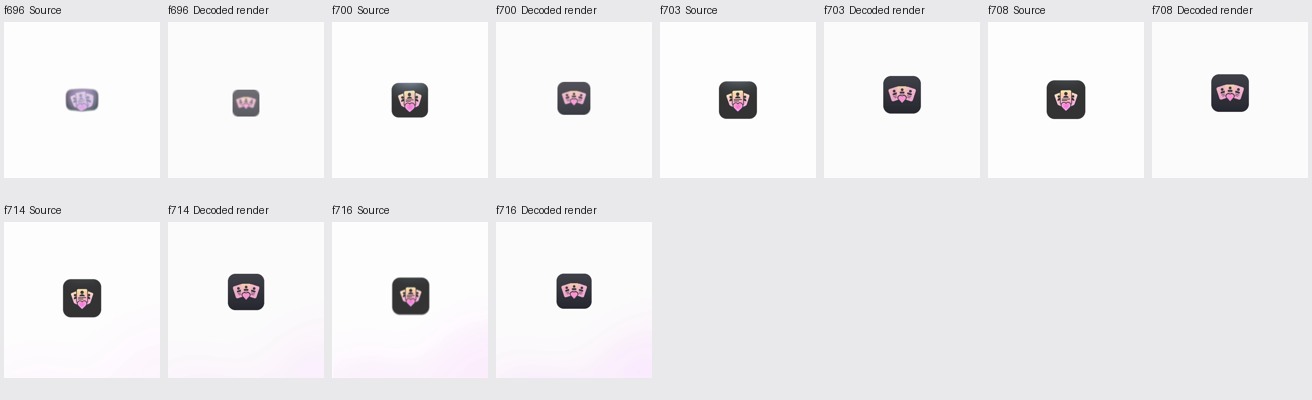 f696 Source
f696 Decoded render
f700 Source
f700 Decoded render
f703 Source
f703 Decoded render
f708 Source
f708 Decoded render
f714 Source
f714 Decoded render
f716 Source
f716 Decoded render